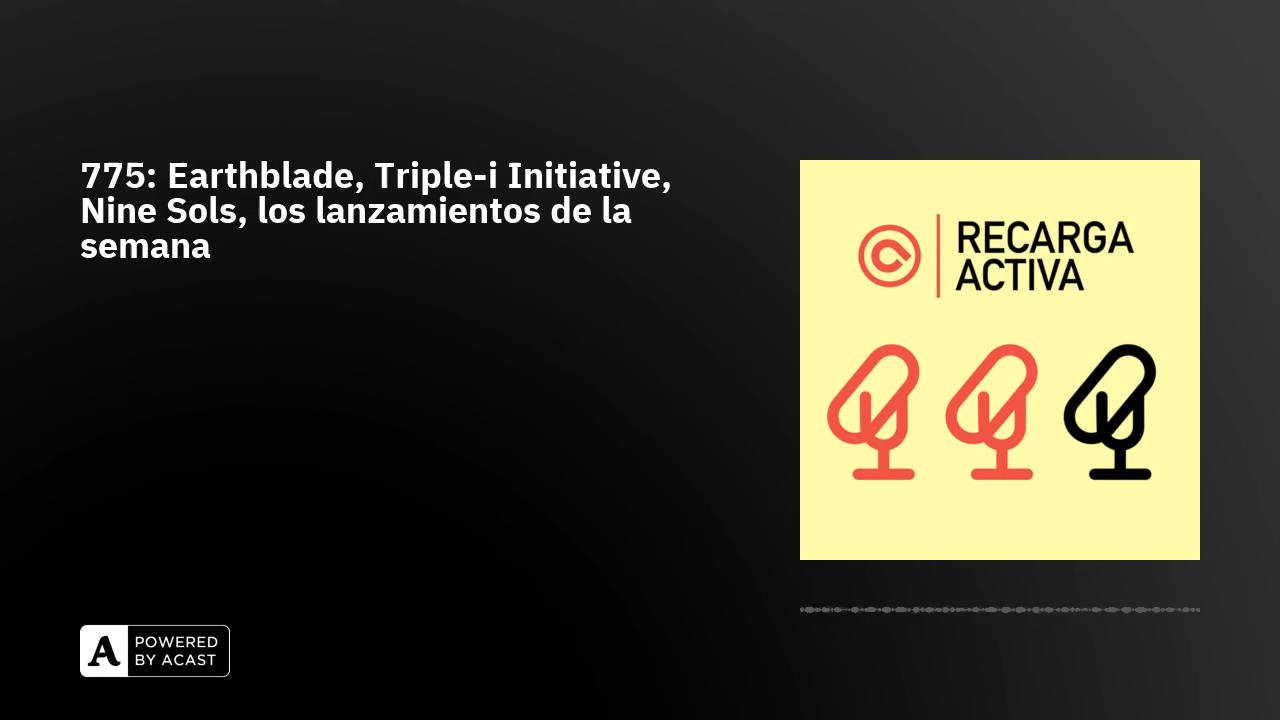 775: Earthblade, Triple-i Initiative,
Nine Sols, los lanzamientos de la
semana
RECARGA
ACTIVA
A POWERED
BY ACAST